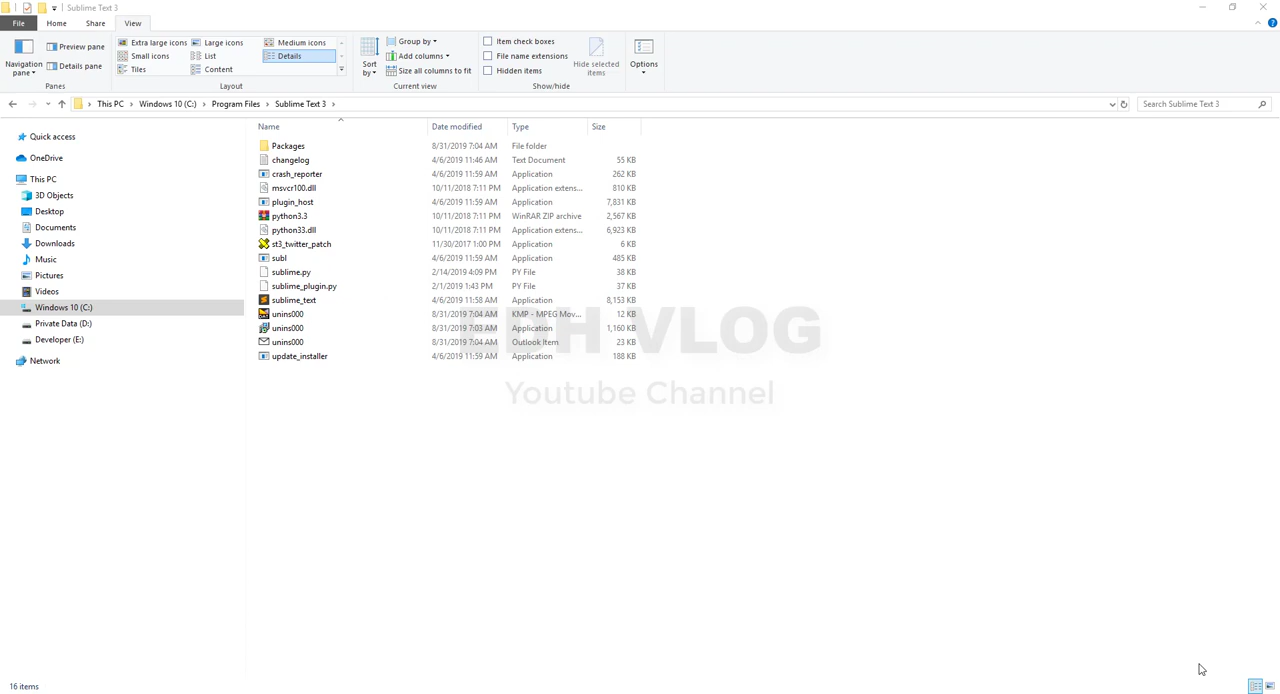 Sublime Text 3
File Home Share View
Navigation pane
Preview pane
Details pane
Panes
Extra large icons Large icons Medium icons
Small icons List Details
Tiles Content
Layout
Sort by
Group by
Add columns
Size all columns to fit
Current view
Item check boxes
File name extensions
Hidden items
Hide selected items
Show/hide
Options
This PC Windows 10 (C:) Program Files Sublime Text 3
Search Sublime Text 3
Quick access
OneDrive
This PC
3D Objects
Desktop
Documents
Downloads
Music
Pictures
Videos
Windows 10 (C:)
Private Data (D:)
Developer (E:)
Network
Name Date modified Type Size
Packages 8/31/2019 7:04 AM File folder
changelog 4/6/2019 11:46 AM Text Document 55 KB
crash_reporter 4/6/2019 11:59 AM Application 262 KB
msvcr100.dll 10/11/2018 7:11 PM Application extens... 810 KB
plugin_host 4/6/2019 11:59 AM Application 7,831 KB
python3.3 10/11/2018 7:11 PM WinRAR ZIP archive 2,567 KB
python33.dll 10/11/2018 7:11 PM Application extens... 6,923 KB
st3_twitter_patch 11/30/2017 1:00 PM Application 6 KB
subl 4/6/2019 11:59 AM Application 485 KB
sublime.py 2/14/2019 4:09 PM PY File 38 KB
sublime_plugin.py 2/1/2019 1:43 PM PY File 37 KB
sublime_text 4/6/2019 11:58 AM Application 8,153 KB
unins000 8/31/2019 7:04 AM KMP - MPEG Mov... 12 KB
unins000 8/31/2019 7:03 AM Application 1,160 KB
unins000 8/31/2019 7:04 AM Outlook Item 23 KB
update_installer 4/6/2019 11:59 AM Application 188 KB
VLOG
Youtube Channel
16 items